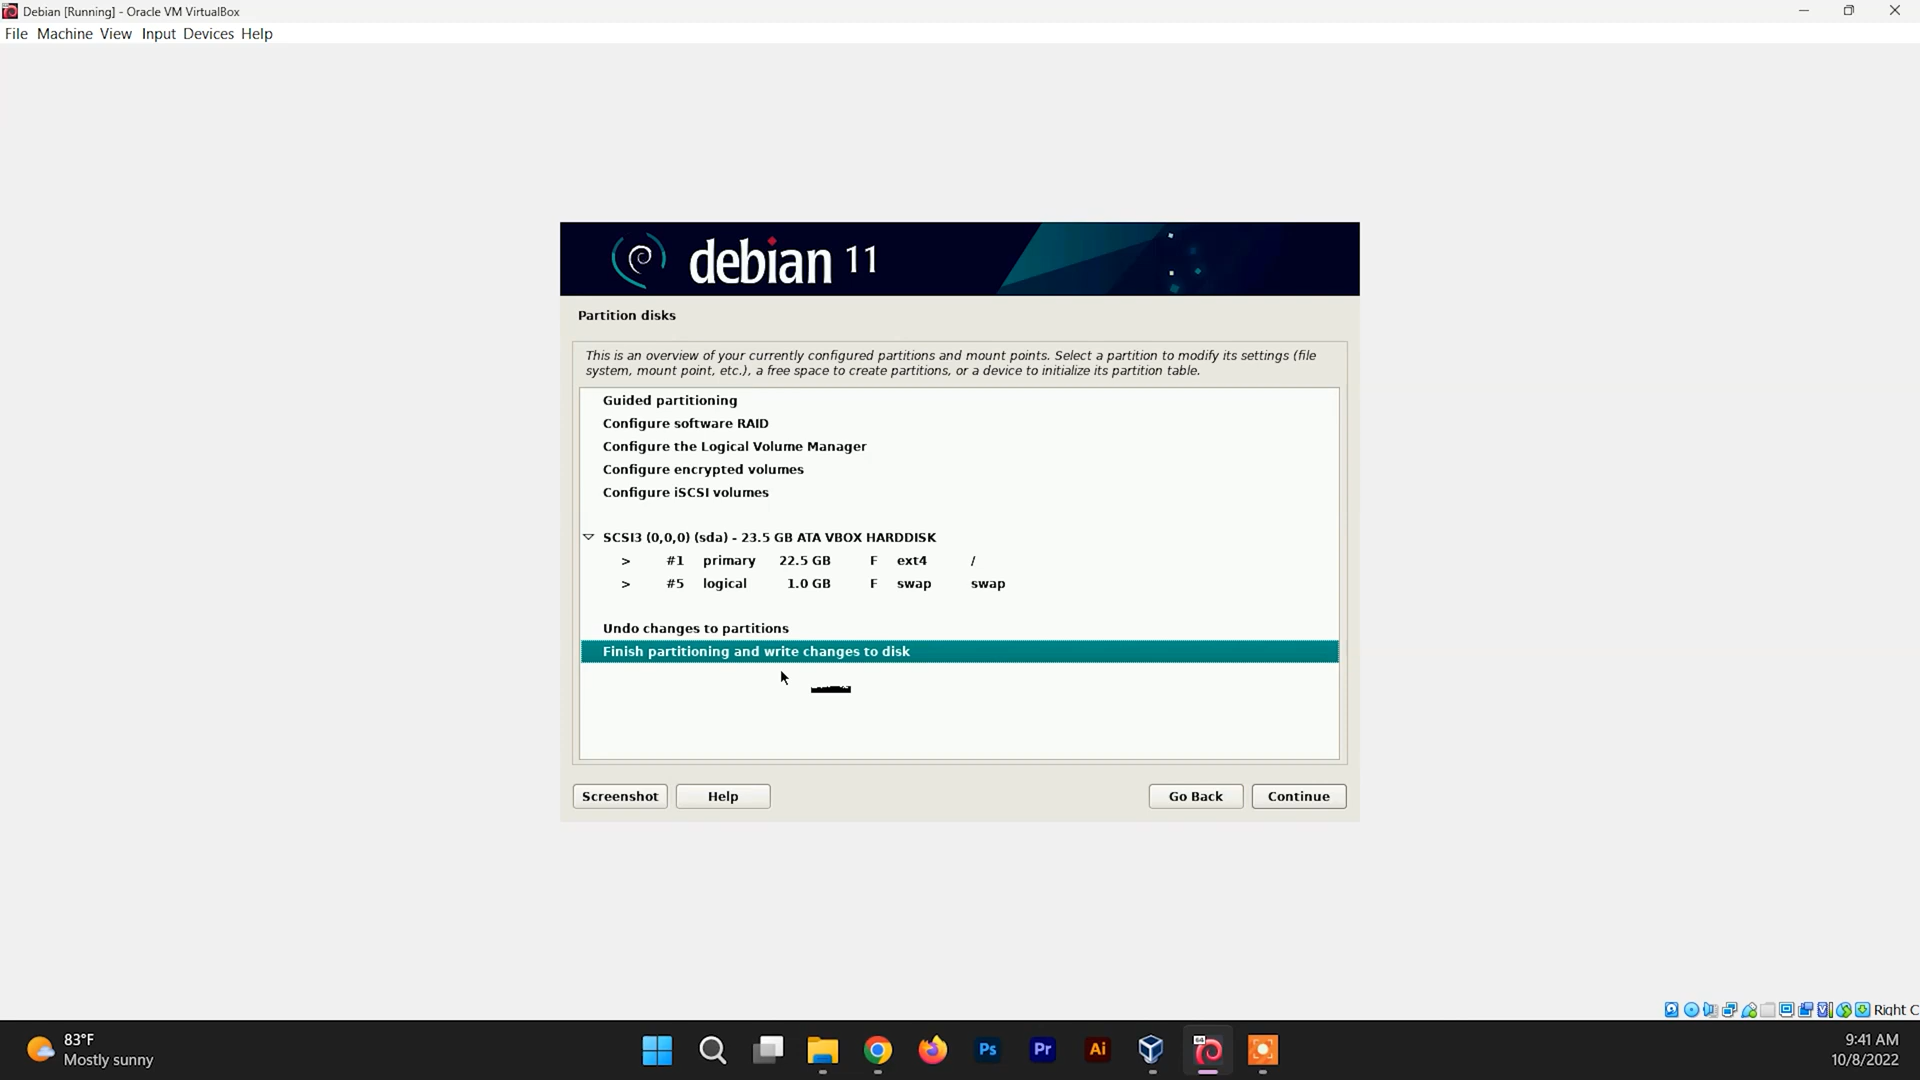 Debian [Running] - Oracle VM VirtualBox
File Machine View Input Devices Help
debian 11
Partition disks
This is an overview of your currently configured partitions and mount points. Select a partition to modify its settings (file
system, mount point, etc.), a free space to create partitions, or a device to initialize its partition table.
Guided partitioning
Configure software RAID
Configure the Logical Volume Manager
Configure encrypted volumes
Configure iSCSI volumes
SCSI3 (0,0,0) (sda) - 23.5 GB ATA VBOX HARDDISK
> #1 primary 22.5 GB F ext4 /
> #5 logical 1.0 GB F swap swap
Undo changes to partitions
Finish partitioning and write changes to disk
Screenshot Help Go Back Continue
Right C
83°F
Mostly sunny
Ps Pr Ai
64
9:41 AM
10/8/2022